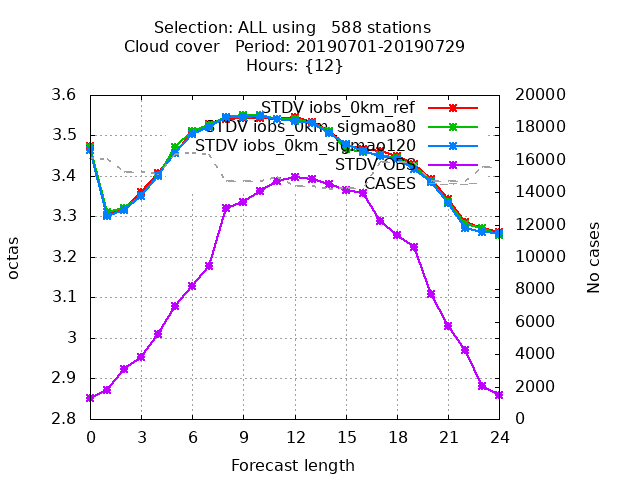 Selection: ALL using 588 stations
Cloud cover Period: 20190701-20190729
Hours: {12}
3.6
3.5
3.4
3.3
3.2
3.1
3
2.9
2.8
20000
18000
16000
14000
12000
10000
8000
6000
4000
2000
0
STDV iobs_0km_ref
STDV iobs_0km_sigmao80
STDV iobs_0km_sigmao120
STDV OBS
CASES
octas
No cases
0 3 6 9 12 15 18 21 24
Forecast length